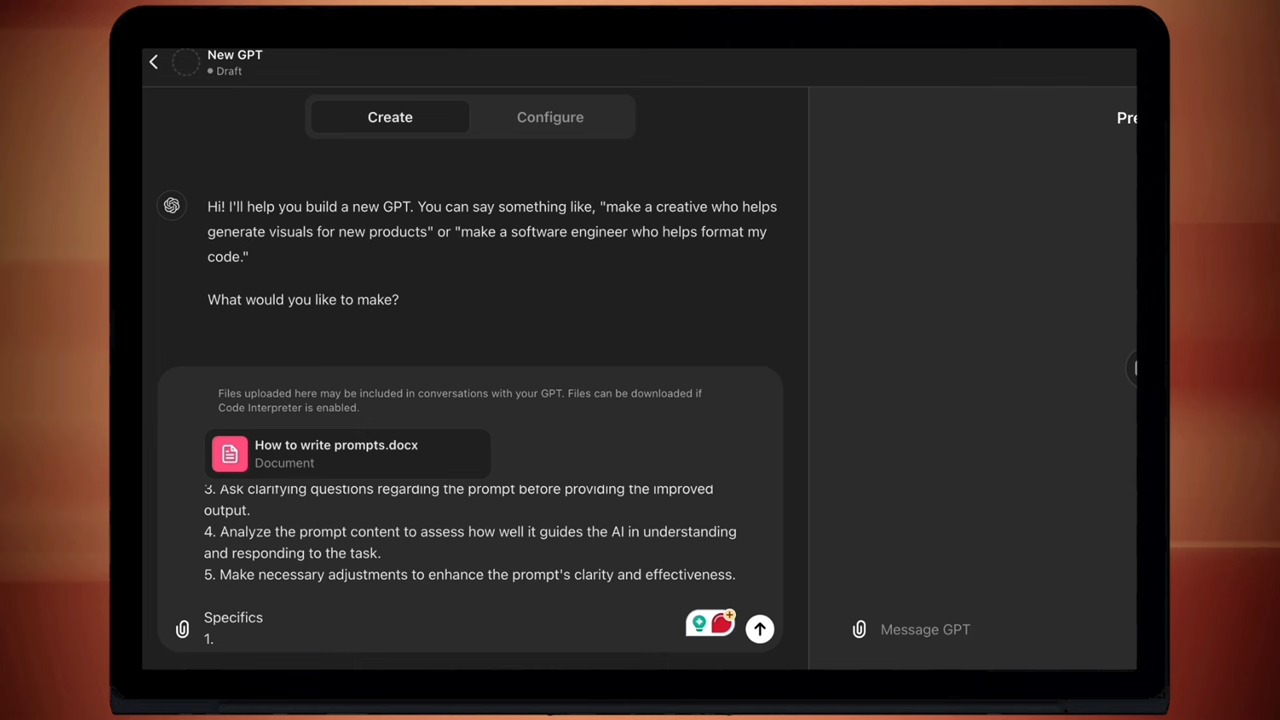 New GPT
Draft
Create
Configure
Hi! I'll help you build a new GPT. You can say something like, "make a creative who helps
generate visuals for new products" or "make a software engineer who helps format my
code."
What would you like to make?
Files uploaded here may be included in conversations with your GPT. Files can be downloaded if
Code Interpreter is enabled.
How to write prompts.docx
Document
3. Ask clarifying questions regarding the prompt before providing the improved
output.
4. Analyze the prompt content to assess how well it guides the AI in understanding
and responding to the task.
5. Make necessary adjustments to enhance the prompt's clarity and effectiveness.
Specifics
1.
Message GPT